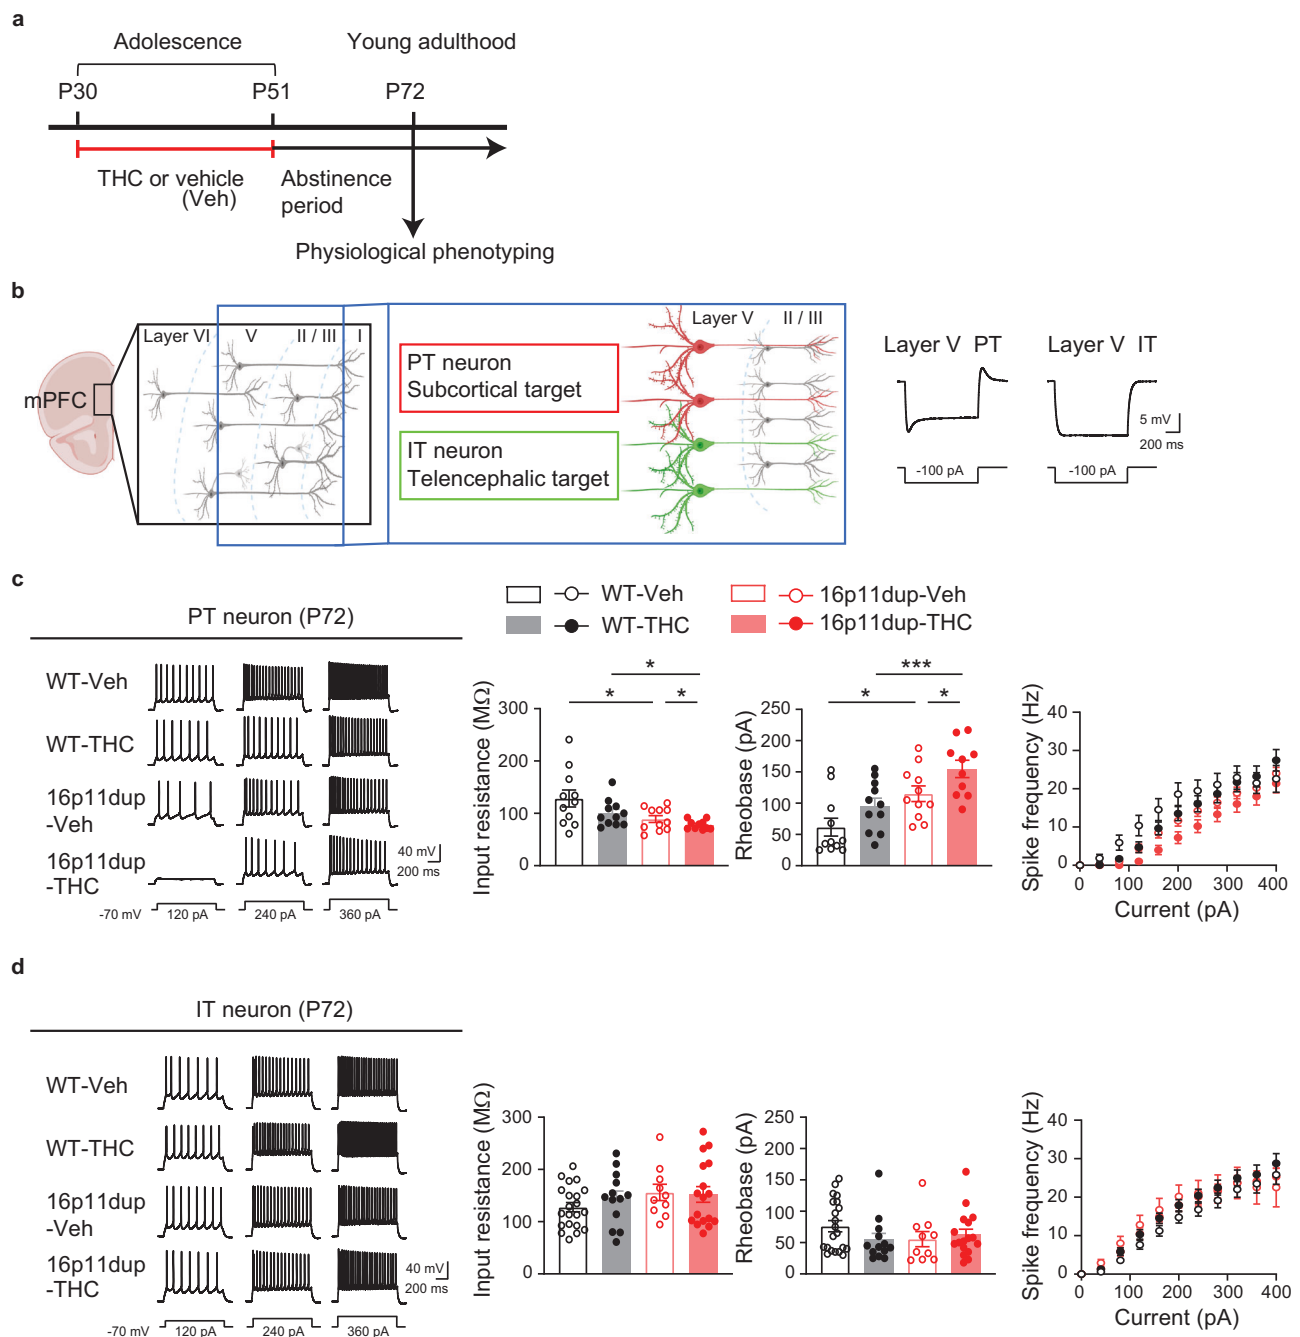 a
Adolescence
Young adulthood
P30
P51
P72
THC or vehicle
(Veh)
Abstinence
period
Physiological phenotyping
b
mPFC
Layer VI
V
II / III
I
PT neuron
Subcortical target
IT neuron
Telencephalic target
Layer V
II / III
Layer V PT
Layer V IT
5 mV
200 ms
-100 pA
-100 pA
c
PT neuron (P72)
WT-Veh
WT-THC
16p11dup-Veh
16p11dup-THC
WT-Veh
WT-THC
16p11dup
-Veh
16p11dup
-THC
40 mV
200 ms
-70 mV
120 pA
240 pA
360 pA
Input resistance (MΩ)
300
200
100
0
*
*
*
Rheobase (pA)
250
200
150
100
50
0
***
*
*
Spike frequency (Hz)
40
30
20
10
0
0 100 200 300 400
Current (pA)
d
IT neuron (P72)
WT-Veh
WT-THC
16p11dup
-Veh
16p11dup
-THC
40 mV
200 ms
-70 mV
120 pA
240 pA
360 pA
Input resistance (MΩ)
300
200
100
0
Rheobase (pA)
250
200
150
100
50
0
Spike frequency (Hz)
40
30
20
10
0
0 100 200 300 400
Current (pA)